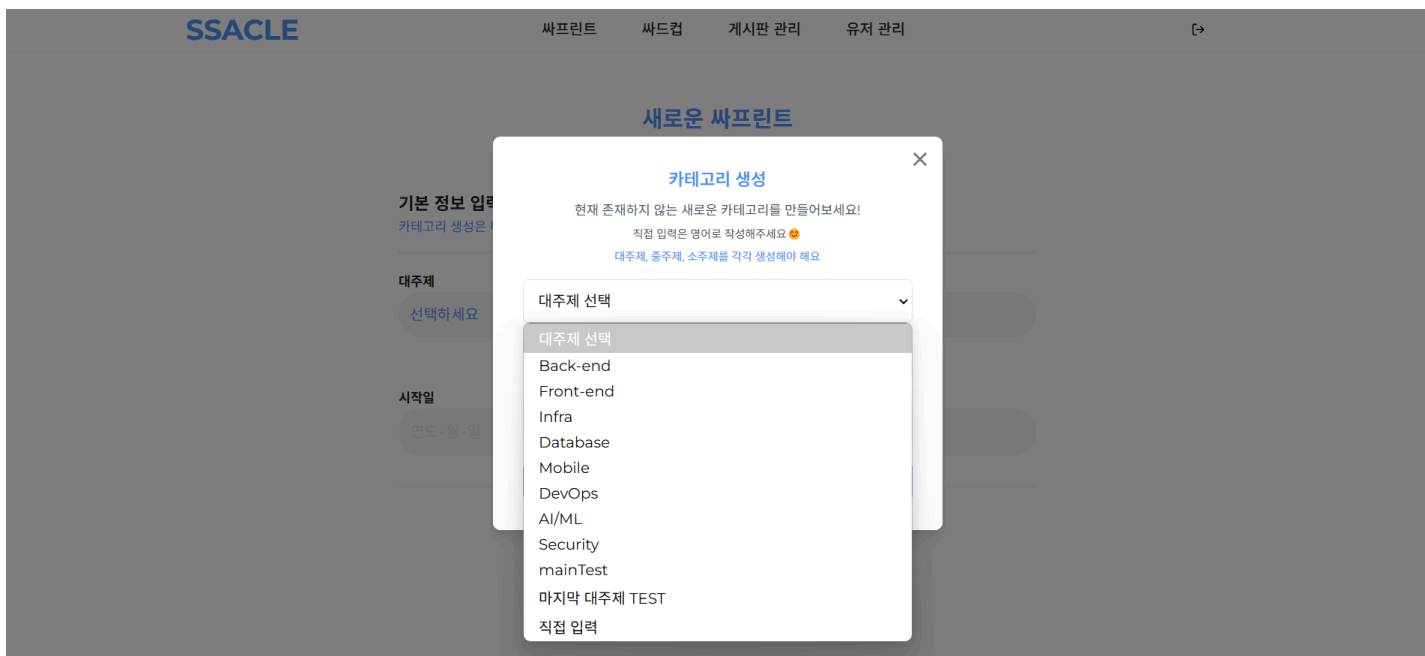 SSACLE
싸프린트 싸드컵 게시판 관리 유저 관리
새로운 싸프린트
카테고리 생성
현재 존재하지 않는 새로운 카테고리를 만들어보세요!
직접 입력은 영어로 작성해주세요😊
대주제, 중주제, 소주제를 각각 생성해야 해요
기본 정보 입력
카테고리 생성은
대주제
선택하세요
시작일
연도-월-일
대주제 선택
대주제 선택
Back-end
Front-end
Infra
Database
Mobile
DevOps
AI/ML
Security
mainTest
마지막 대주제 TEST
직접 입력